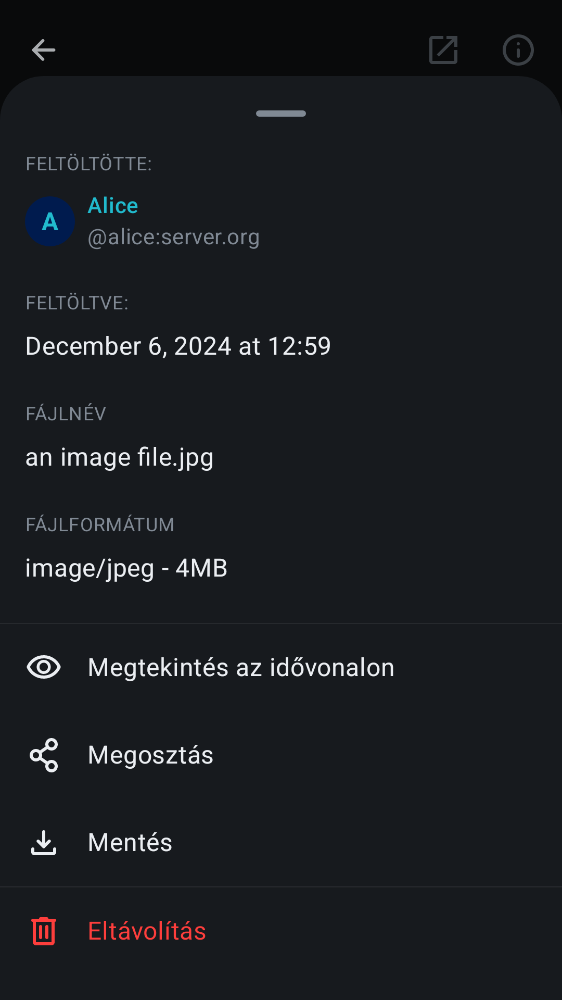 FELTÖLTÖTTE:
A
Alice
@alice:server.org
FELTÖLTVE:
December 6, 2024 at 12:59
FÁJLNÉV
an image file.jpg
FÁJLFORMÁTUM
image/jpeg - 4MB
Megtekintés az idővonalon
Megosztás
Mentés
Eltávolítás